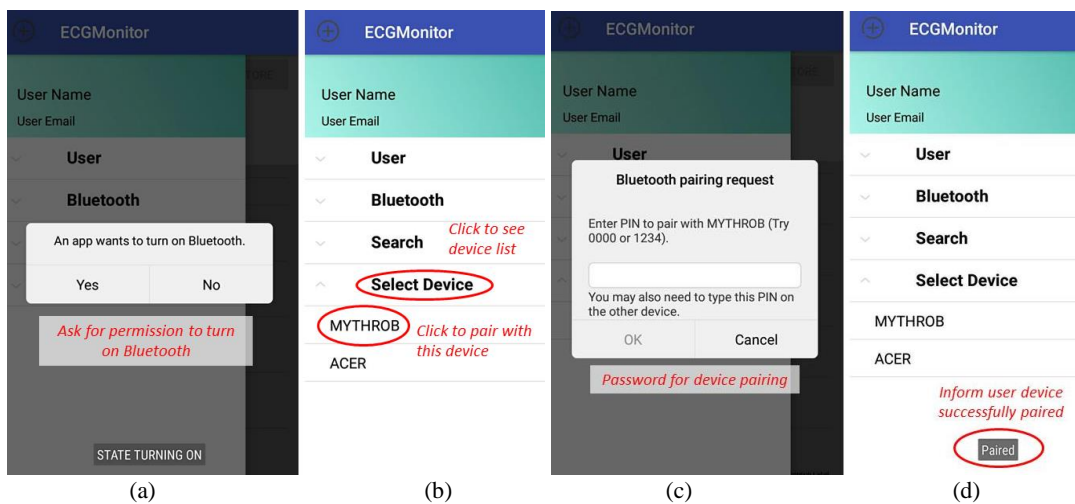 ECGMonitor
User Name
User Email
User
Bluetooth
An app wants to turn on Bluetooth.
Yes No
Ask for permission to turn
on Bluetooth
STATE TURNING ON
(a)
ECGMonitor
User Name
User Email
User
Bluetooth
Search
Click to see
device list
Select Device
MYTHROB
Click to pair with
this device
ACER
(b)
ECGMonitor
User Name
User Email
User
Bluetooth pairing request
Enter PIN to pair with MYTHROB (Try
0000 or 1234).
You may also need to type this PIN on
the other device.
OK Cancel
Password for device pairing
(c)
ECGMonitor
User Name
User Email
User
Bluetooth
Search
Select Device
MYTHROB
ACER
Inform user device
successfully paired
Paired
(d)